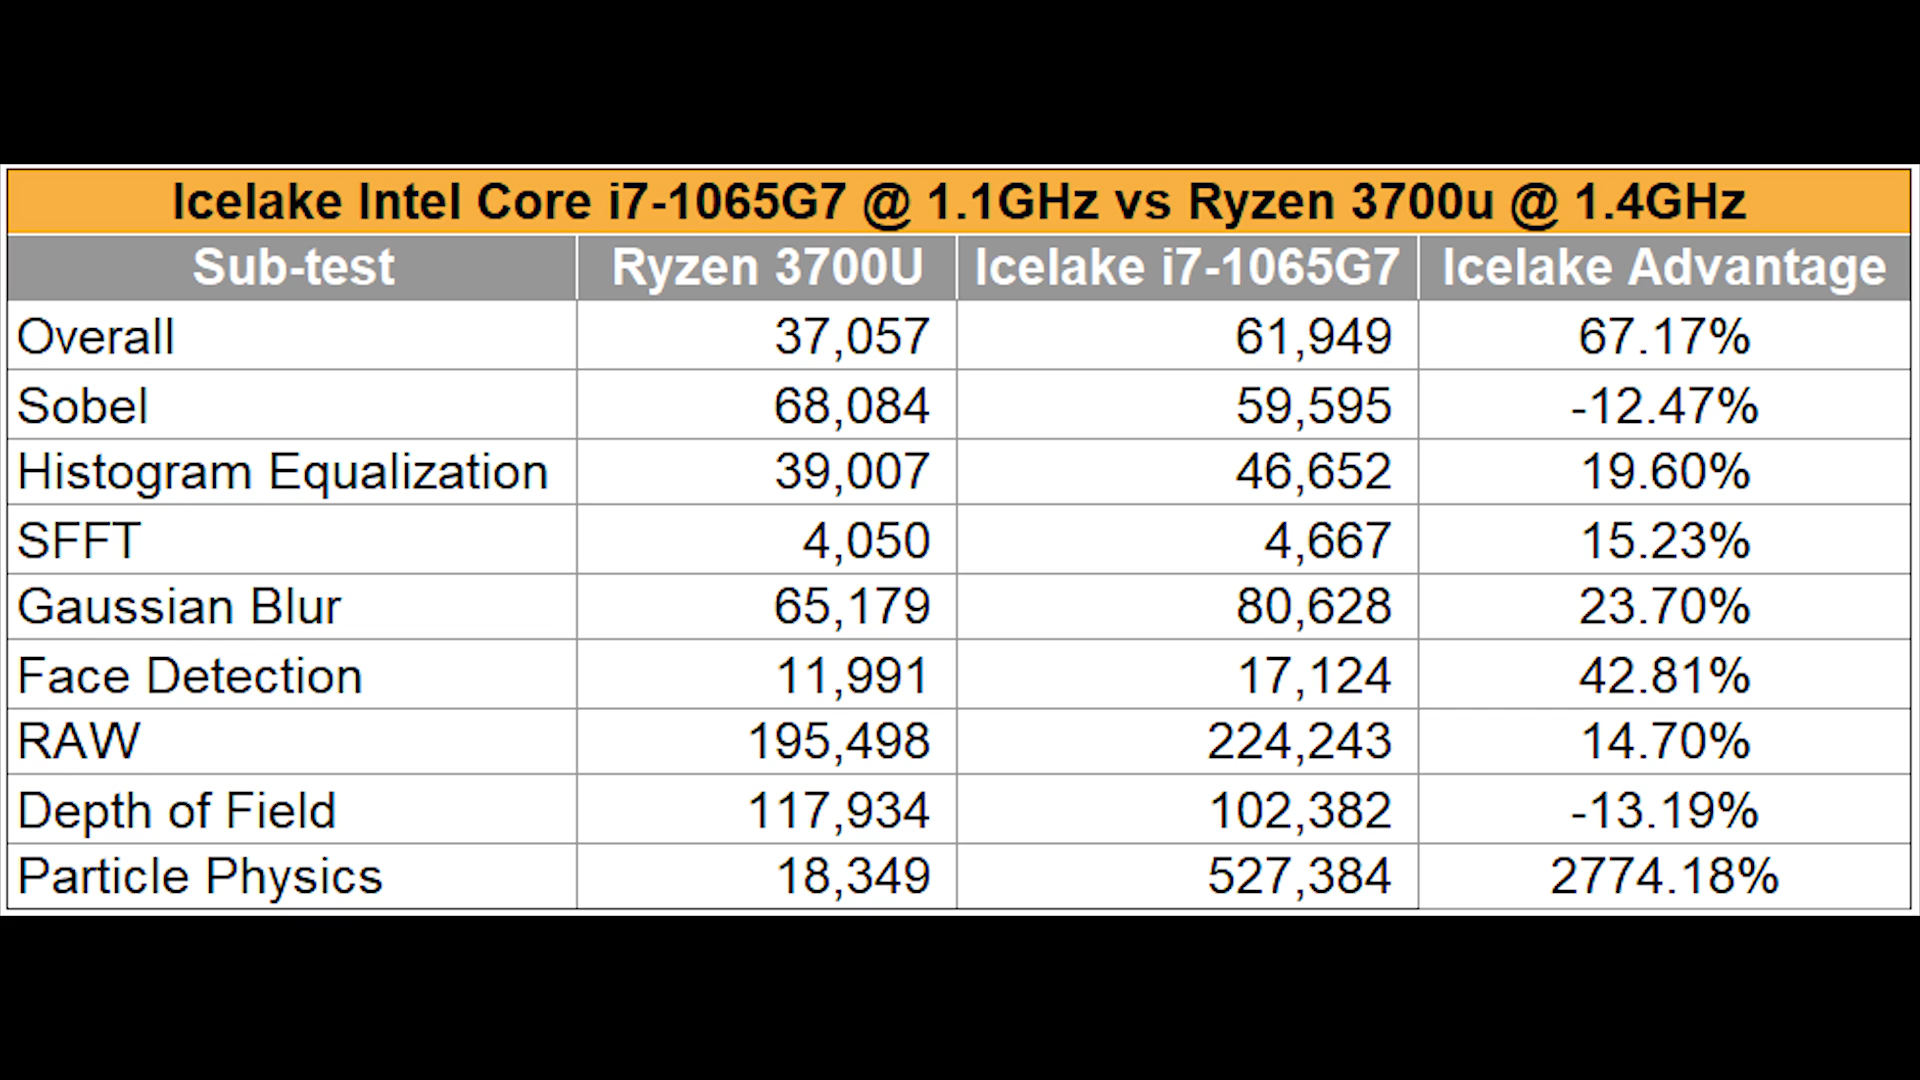 Icelake Intel Core i7-1065G7 @ 1.1GHz vs Ryzen 3700u @ 1.4GHz
Sub-test Ryzen 3700U Icelake i7-1065G7 Icelake Advantage
Overall 37,057 61,949 67.17%
Sobel 68,084 59,595 -12.47%
Histogram Equalization 39,007 46,652 19.60%
SFFT 4,050 4,667 15.23%
Gaussian Blur 65,179 80,628 23.70%
Face Detection 11,991 17,124 42.81%
RAW 195,498 224,243 14.70%
Depth of Field 117,934 102,382 -13.19%
Particle Physics 18,349 527,384 2774.18%